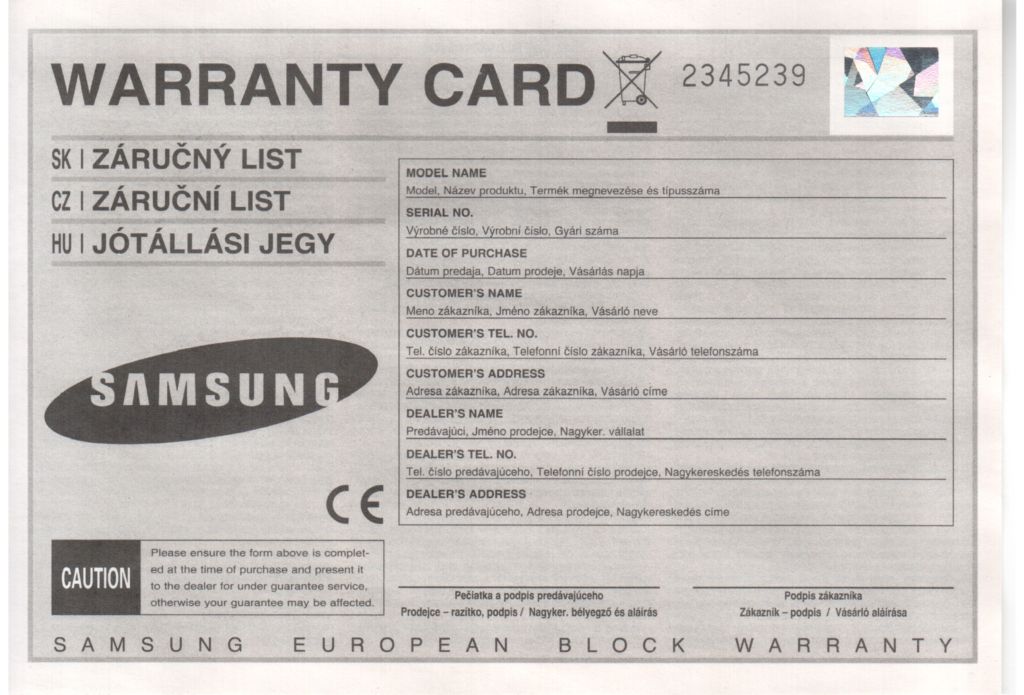 WARRANTY CARD 2345239
SK | ZÁRUČNÝ LIST
CZ | ZÁRUČNÍ LIST
HU | JÓTÁLLÁSI JEGY
SAMSUNG
CE
MODEL NAME
Model, Název produktu, Termék megnevezése és típusszáma
SERIAL NO.
Výrobné číslo, Výrobní číslo, Gyári száma
DATE OF PURCHASE
Dátum predaja, Datum prodeje, Vásárlás napja
CUSTOMER'S NAME
Meno zákazníka, Jméno zákazníka, Vásárló neve
CUSTOMER'S TEL. NO.
Tel. číslo zákazníka, Telefonní číslo zákazníka, Vásárló telefonszáma
CUSTOMER'S ADDRESS
Adresa zákazníka, Adresa zákazníka, Vásárló címe
DEALER'S NAME
Predávajúci, Jméno prodejce, Nagyker. vállalat
DEALER'S TEL. NO.
Tel. číslo predávajúceho, Telefonní číslo prodejce, Nagykereskedés telefonszáma
DEALER'S ADDRESS
Adresa predávajúceho, Adresa prodejce, Nagykereskedés címe
CAUTION
Please ensure the form above is complet-
ed at the time of purchase and present it
to the dealer for under guarantee service,
otherwise your guarantee may be affected.
Pečiatka a podpis predávajúceho
Prodejce – razítko, podpis / Nagyker. bélyegző és aláírás
Podpis zákazníka
Zákazník – podpis / Vásárló aláírása
SAMSUNG EUROPEAN BLOCK WARRANTY